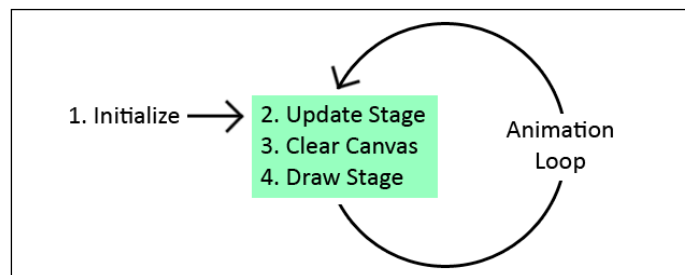 1. Initialize
2. Update Stage
3. Clear Canvas
4. Draw Stage
Animation
Loop